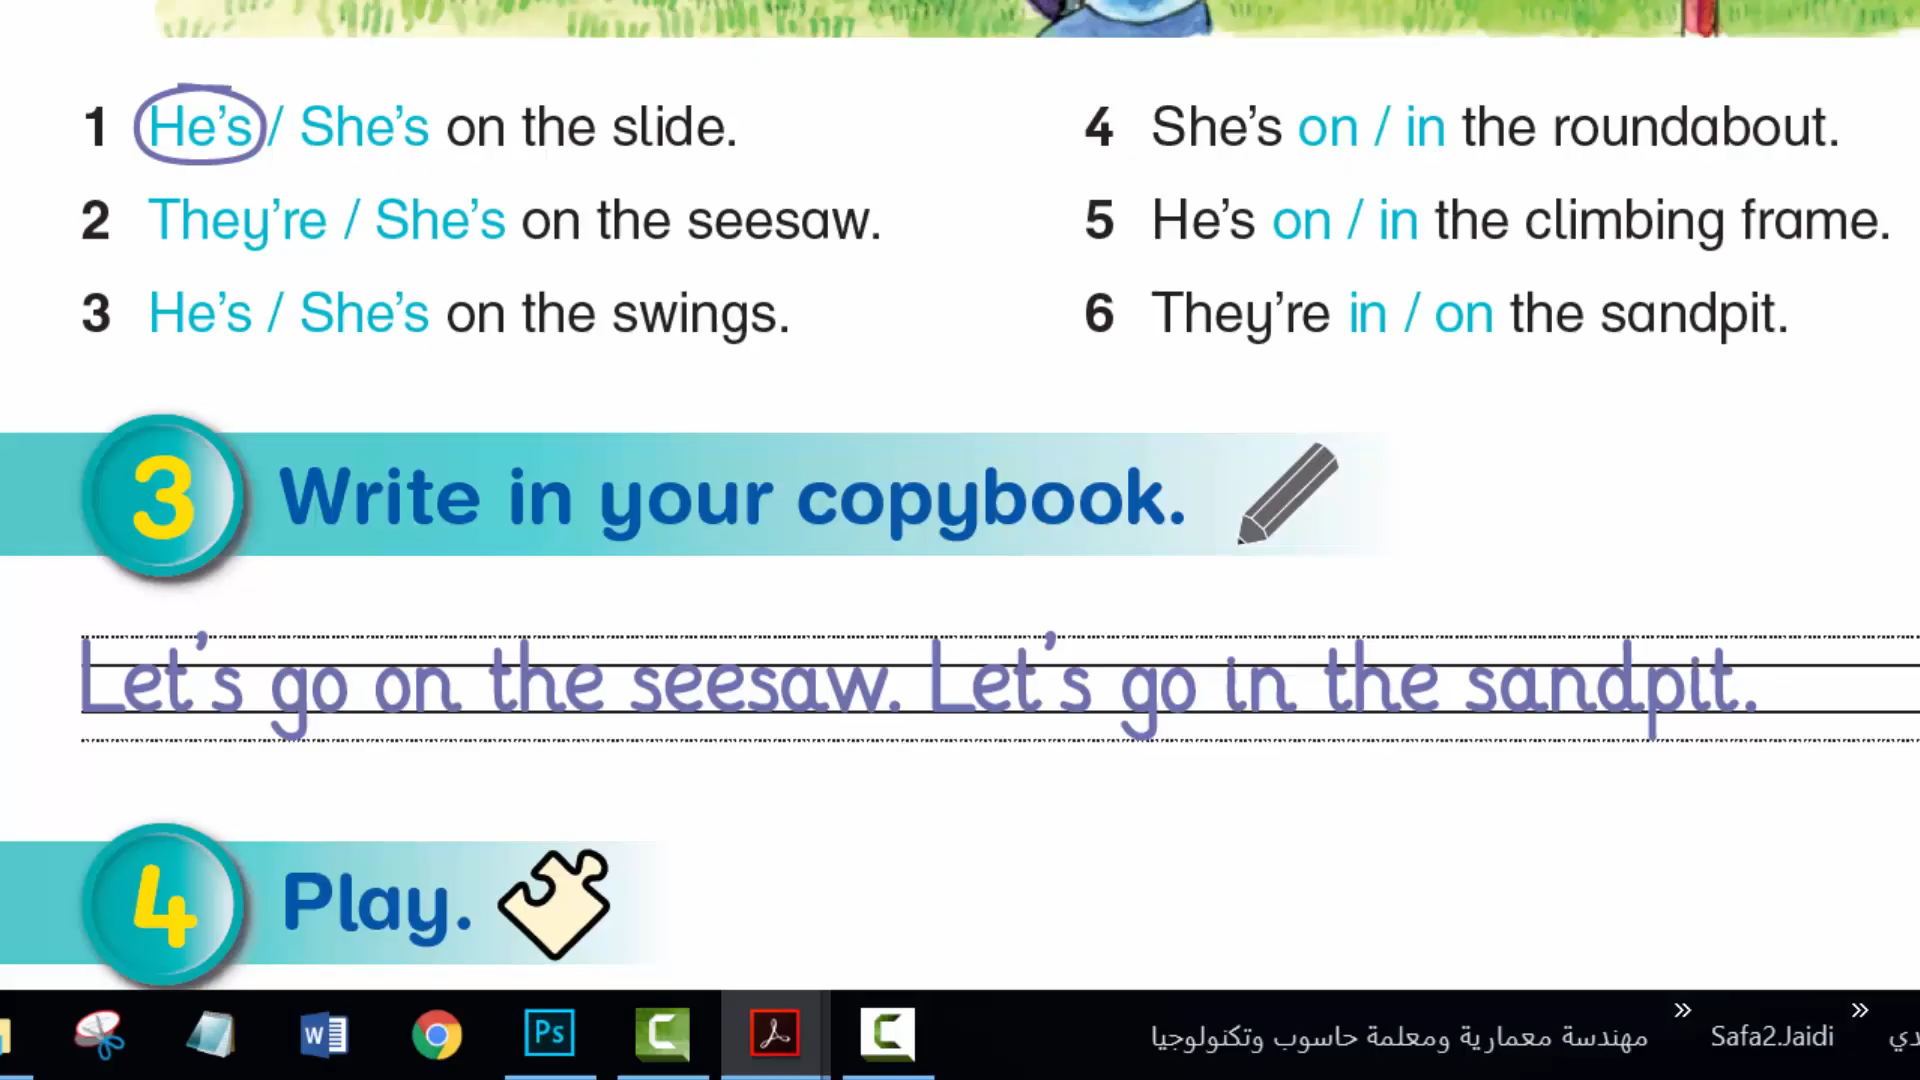 1 He's / She's on the slide.
2 They're / She's on the seesaw.
3 He's / She's on the swings.
4 She's on / in the roundabout.
5 He's on / in the climbing frame.
6 They're in / on the sandpit.
3 Write in your copybook.
Let's go on the seesaw. Let's go in the sandpit.
4 Play.
W Ps C C مهندسة معمارية ومعلمة حاسوب وتكنولوجيا » Safa2.Jaidi »